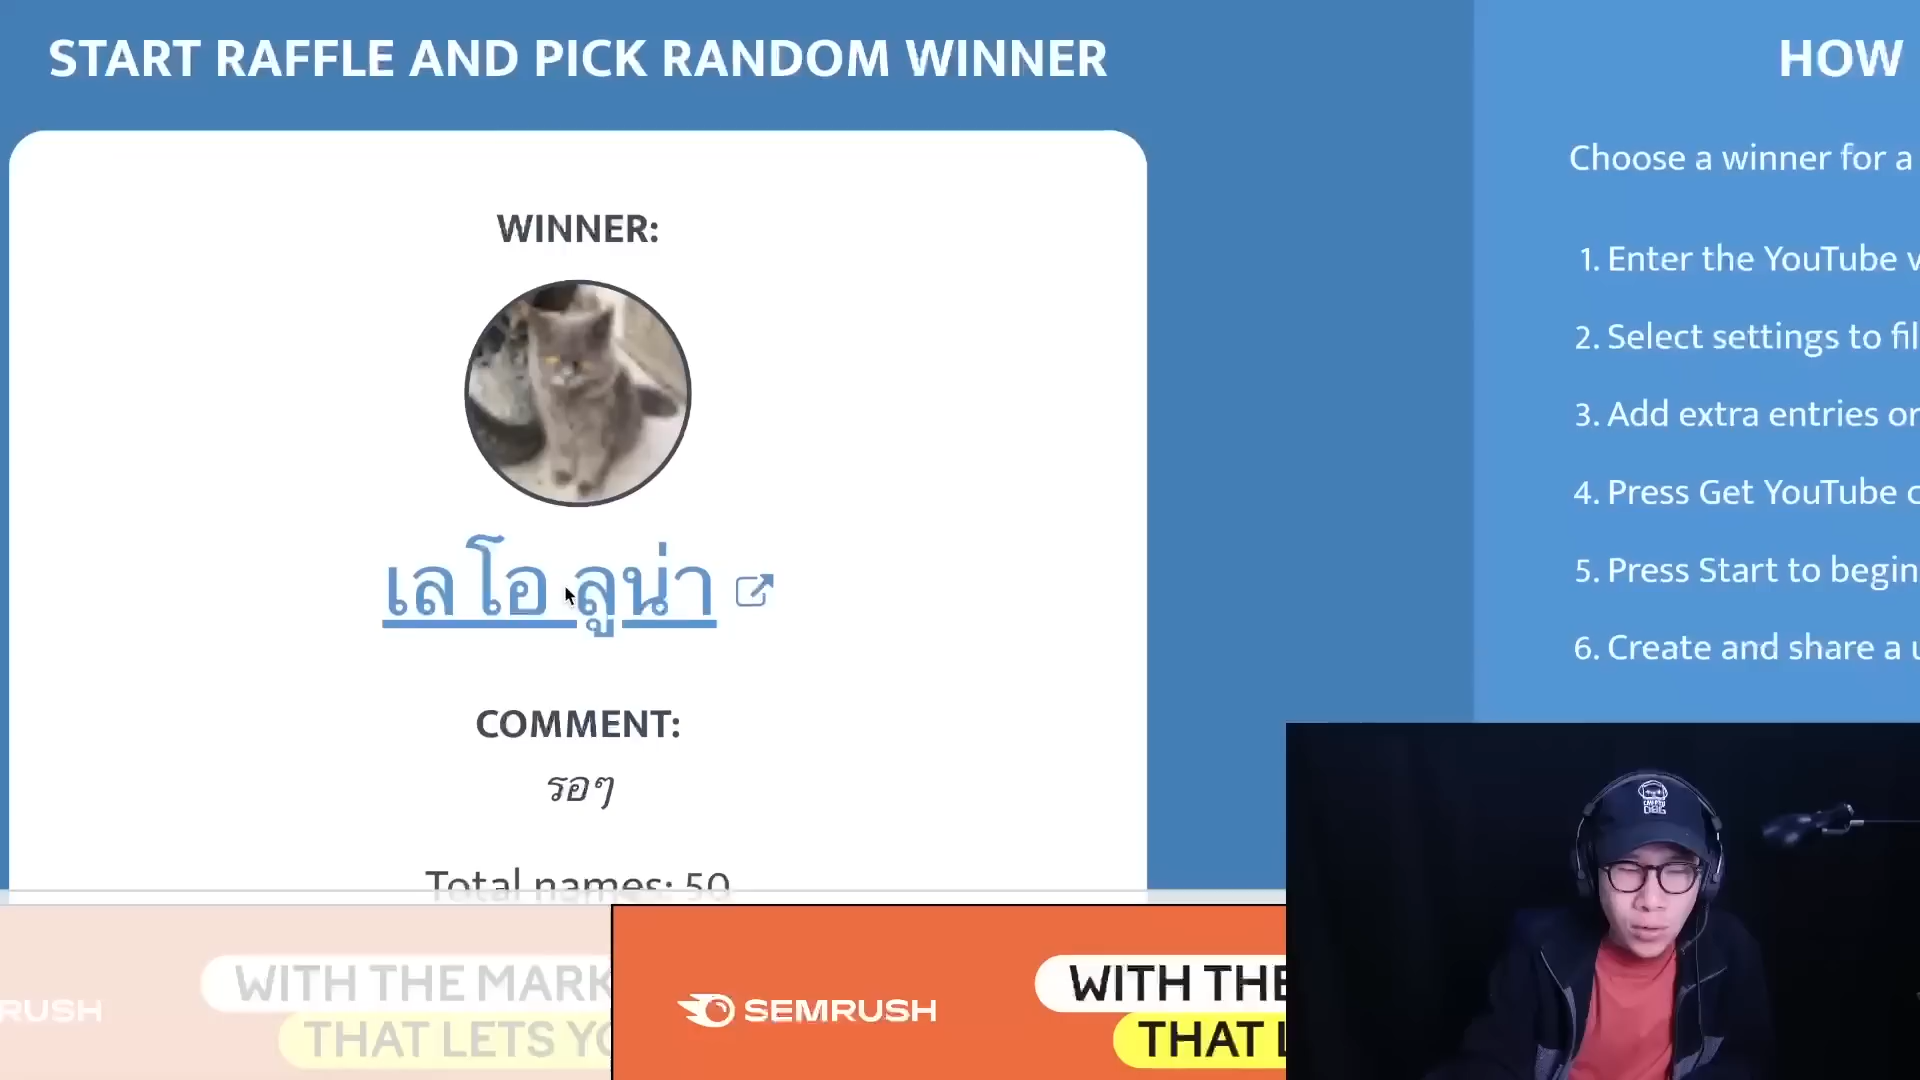 START RAFFLE AND PICK RANDOM WINNER
WINNER:
เลโอ ลูน่า
COMMENT:
รอๆ
Total names: 50
HOW
Choose a winner for a
1. Enter the YouTube v
2. Select settings to fil
3. Add extra entries or
4. Press Get YouTube c
5. Press Start to begin
6. Create and share a u
RUSH
WITH THE MARK
THAT LETS YO
SEMRUSH
WITH THE
THAT L